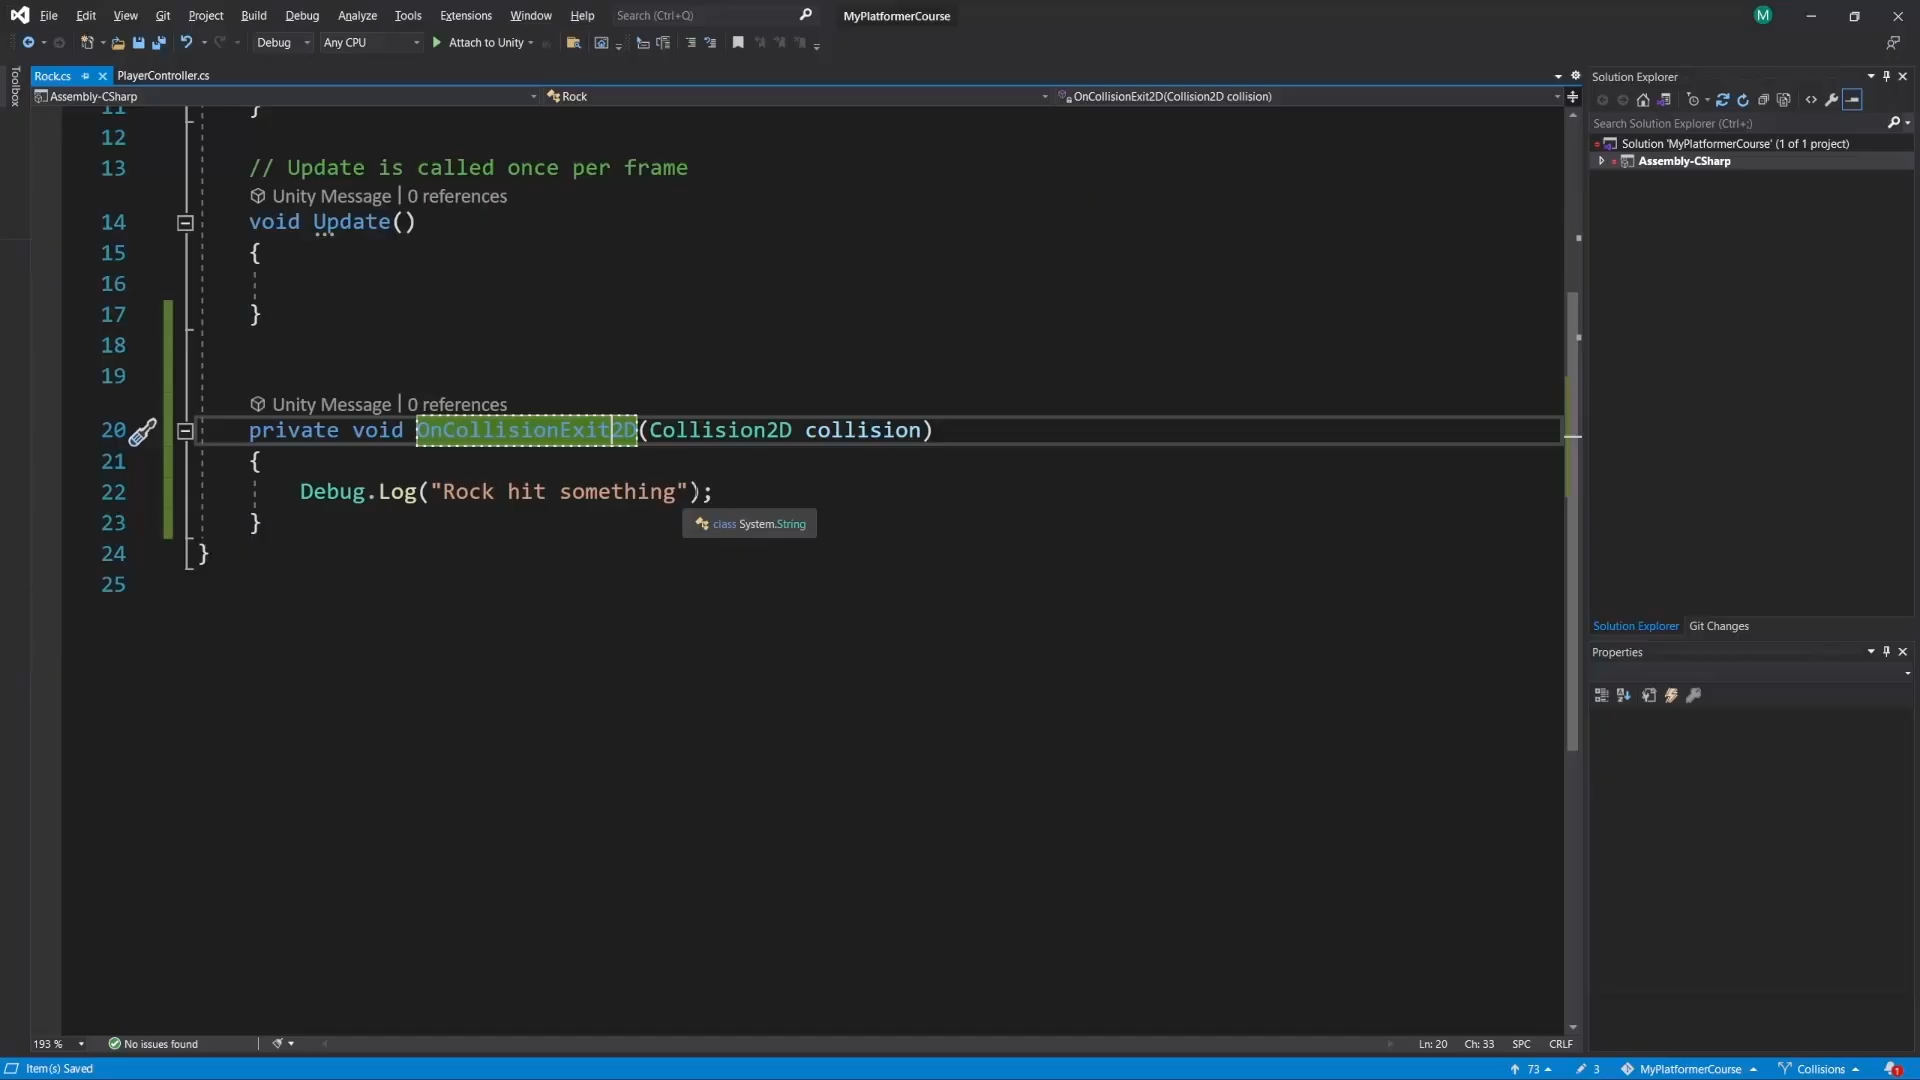 File Edit View Git Project Build Debug Analyze Tools Extensions Window Help Search (Ctrl+Q) MyPlatformerCourse M
Debug Any CPU Attach to Unity
Toolbox
Rock.cs PlayerController.cs
Assembly-CSharp Rock OnCollisionExit2D(Collision2D collision)
11 }
12
13 // Update is called once per frame
Unity Message | 0 references
14 void Update()
15 {
16
17 }
18
19
Unity Message | 0 references
20 private void OnCollisionExit2D(Collision2D collision)
21 {
22 Debug.Log("Rock hit something");
23 }
class System.String
24 }
25
Solution Explorer
Search Solution Explorer (Ctrl+;)
Solution 'MyPlatformerCourse' (1 of 1 project)
Assembly-CSharp
Solution Explorer Git Changes
Properties
193 % No issues found Ln: 20 Ch: 33 SPC CRLF
Item(s) Saved 73 3 MyPlatformerCourse Collisions 1